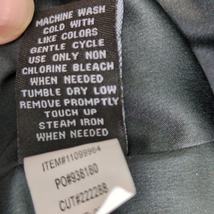 MACHINE WASH
COLD WITH
LIKE COLORS
GENTLE CYCLE
USE ONLY NON
CHLORINE BLEACH
WHEN NEEDED
TUMBLE DRY LOW
REMOVE PROMPTLY
TOUCH UP
STEAM IRON
WHEN NEEDED
ITEM#11099964
PO#938180
CUT#222288